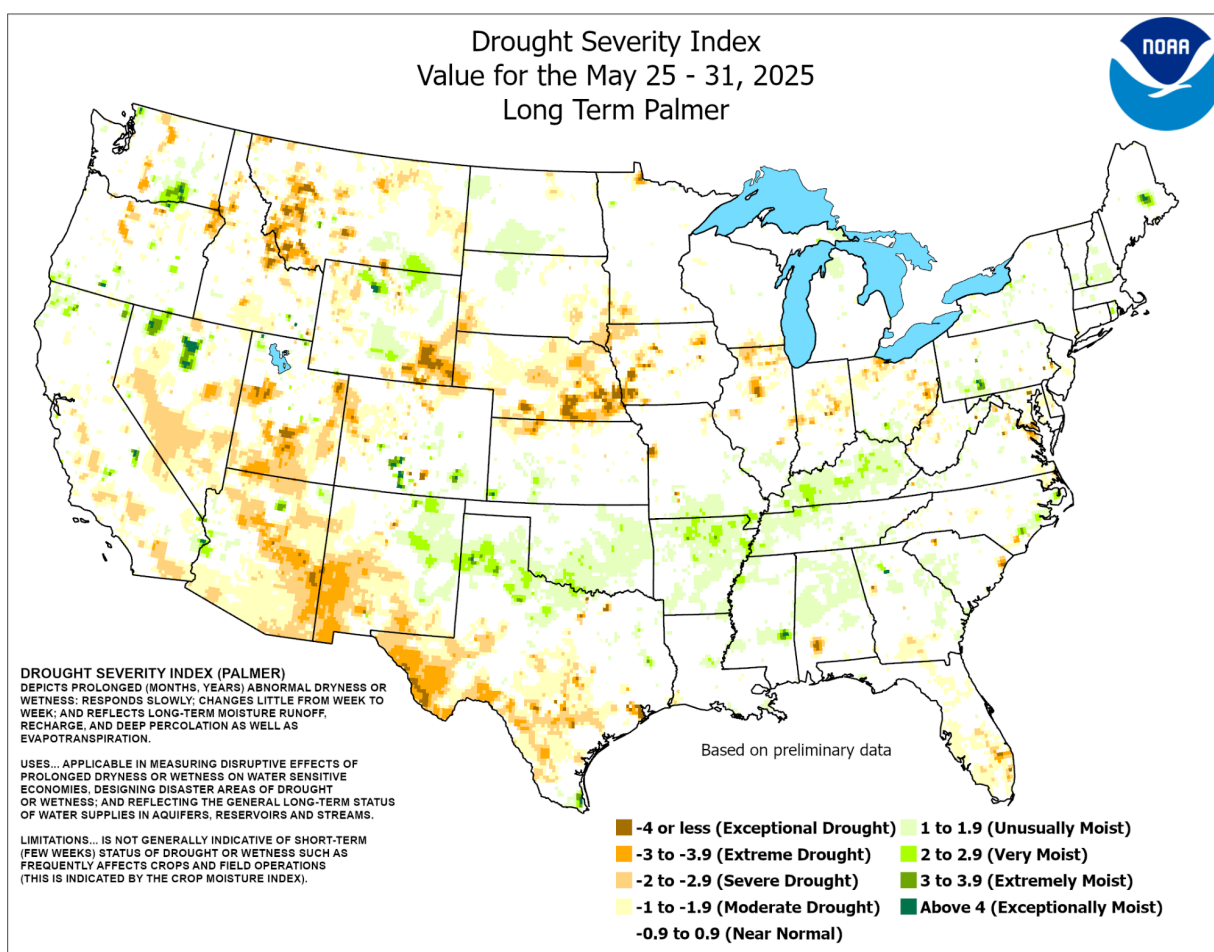 Drought Severity Index
Value for the May 25 - 31, 2025
Long Term Palmer
NOAA
DROUGHT SEVERITY INDEX (PALMER)
DEPICTS PROLONGED (MONTHS, YEARS) ABNORMAL DRYNESS OR
WETNESS: RESPONDS SLOWLY; CHANGES LITTLE FROM WEEK TO
WEEK; AND REFLECTS LONG-TERM MOISTURE RUNOFF,
RECHARGE, AND DEEP PERCOLATION AS WELL AS
EVAPOTRANSPIRATION.
USES... APPLICABLE IN MEASURING DISRUPTIVE EFFECTS OF
PROLONGED DRYNESS OR WETNESS ON WATER SENSITIVE
ECONOMIES, DESIGNING DISASTER AREAS OF DROUGHT
OR WETNESS; AND REFLECTING THE GENERAL LONG-TERM STATUS
OF WATER SUPPLIES IN AQUIFERS, RESERVOIRS AND STREAMS.
LIMITATIONS... IS NOT GENERALLY INDICATIVE OF SHORT-TERM
(FEW WEEKS) STATUS OF DROUGHT OR WETNESS SUCH AS
FREQUENTLY AFFECTS CROPS AND FIELD OPERATIONS
(THIS IS INDICATED BY THE CROP MOISTURE INDEX).
Based on preliminary data
-4 or less (Exceptional Drought)
-3 to -3.9 (Extreme Drought)
-2 to -2.9 (Severe Drought)
-1 to -1.9 (Moderate Drought)
-0.9 to 0.9 (Near Normal)
1 to 1.9 (Unusually Moist)
2 to 2.9 (Very Moist)
3 to 3.9 (Extremely Moist)
Above 4 (Exceptionally Moist)